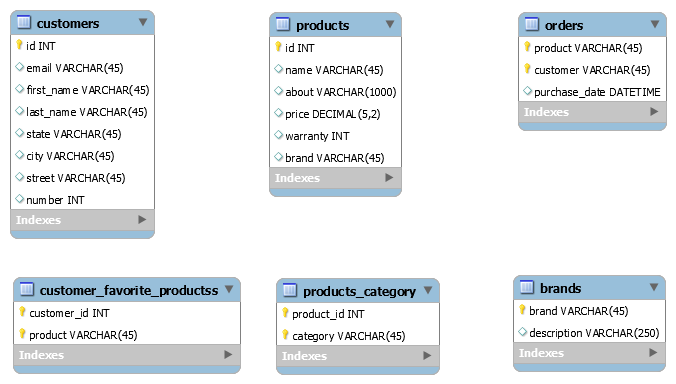 customers
id INT
email VARCHAR(45)
first_name VARCHAR(45)
last_name VARCHAR(45)
state VARCHAR(45)
city VARCHAR(45)
street VARCHAR(45)
number INT
Indexes
products
id INT
name VARCHAR(45)
about VARCHAR(1000)
price DECIMAL(5,2)
warranty INT
brand VARCHAR(45)
Indexes
orders
product VARCHAR(45)
customer VARCHAR(45)
purchase_date DATETIME
Indexes
customer_favorite_productss
customer_id INT
product VARCHAR(45)
Indexes
products_category
product_id INT
category VARCHAR(45)
Indexes
brands
brand VARCHAR(45)
description VARCHAR(250)
Indexes